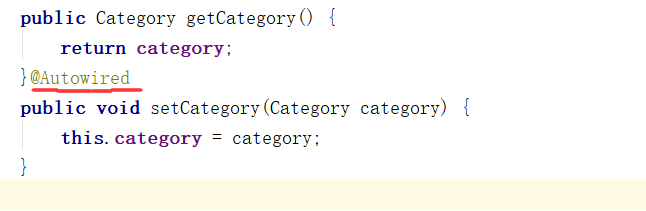 public Category getCategory() {
    return category;
}@Autowired
public void setCategory(Category category) {
    this.category = category;
}